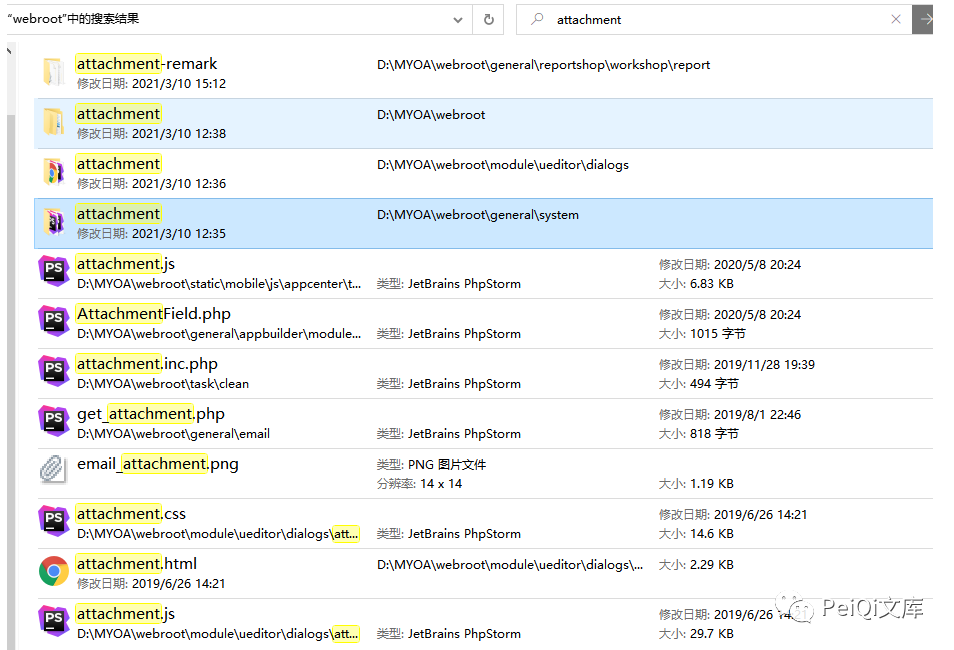 "webroot"中的搜索结果
attachment
attachment-remark
D:\MYOA\webroot\general\reportshop\workshop\report
修改日期: 2021/3/10 15:12
attachment
D:\MYOA\webroot
修改日期: 2021/3/10 12:38
attachment
D:\MYOA\webroot\module\ueditor\dialogs
修改日期: 2021/3/10 12:36
attachment
D:\MYOA\webroot\general\system
修改日期: 2021/3/10 12:35
attachment.js
修改日期: 2020/5/8 20:24
D:\MYOA\webroot\static\mobile\js\appcenter\t...
类型: JetBrains PhpStorm
大小: 6.83 KB
AttachmentField.php
修改日期: 2020/5/8 20:24
D:\MYOA\webroot\general\appbuilder\module...
类型: JetBrains PhpStorm
大小: 1015 字节
attachment.inc.php
修改日期: 2019/11/28 19:39
D:\MYOA\webroot\task\clean
类型: JetBrains PhpStorm
大小: 494 字节
get_attachment.php
修改日期: 2019/8/1 22:46
D:\MYOA\webroot\general\email
类型: JetBrains PhpStorm
大小: 818 字节
email_attachment.png
类型: PNG 图片文件
分辨率: 14 x 14
大小: 1.19 KB
attachment.css
修改日期: 2019/6/26 14:21
D:\MYOA\webroot\module\ueditor\dialogs\att...
类型: JetBrains PhpStorm
大小: 14.6 KB
attachment.html
D:\MYOA\webroot\module\ueditor\dialogs\...
大小: 2.29 KB
修改日期: 2019/6/26 14:21
attachment.js
修改日期: 2019/6/26 14:21
D:\MYOA\webroot\module\ueditor\dialogs\att...
类型: JetBrains PhpStorm
大小: 29.7 KB
PeiQi文库